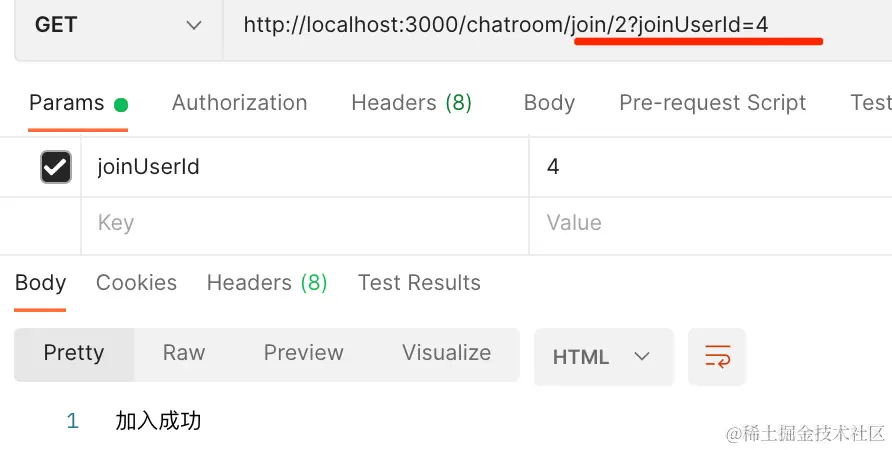 GET http://localhost:3000/chatroom/join/2?joinUserId=4
Params Authorization Headers (8) Body Pre-request Script Test
joinUserId 4
Key Value
Body Cookies Headers (8) Test Results
Pretty Raw Preview Visualize HTML
1 加入成功
@稀土掘金技术社区